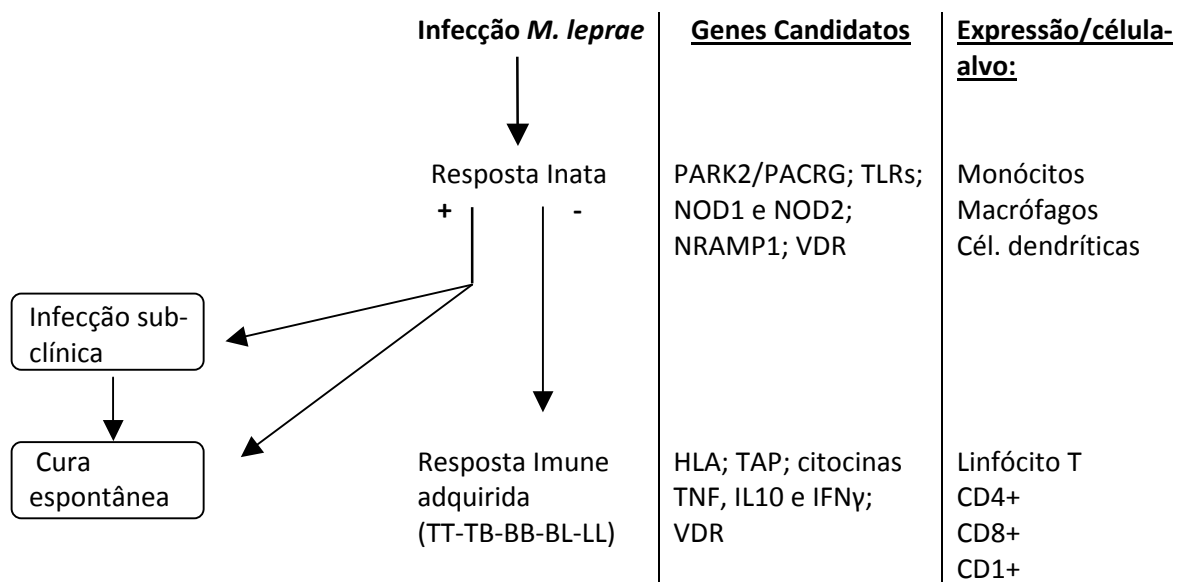 Infecção M. leprae
Genes Candidatos
Expressão/célula-
alvo:
Resposta Inata
+ -
PARK2/PACRG; TLRs;
NOD1 e NOD2;
NRAMP1; VDR
Monócitos
Macrófagos
Cél. dendríticas
Infecção sub-
clínica
Cura
espontânea
Resposta Imune
adquirida
(TT-TB-BB-BL-LL)
HLA; TAP; citocinas
TNF, IL10 e IFNγ;
VDR
Linfócito T
CD4+
CD8+
CD1+